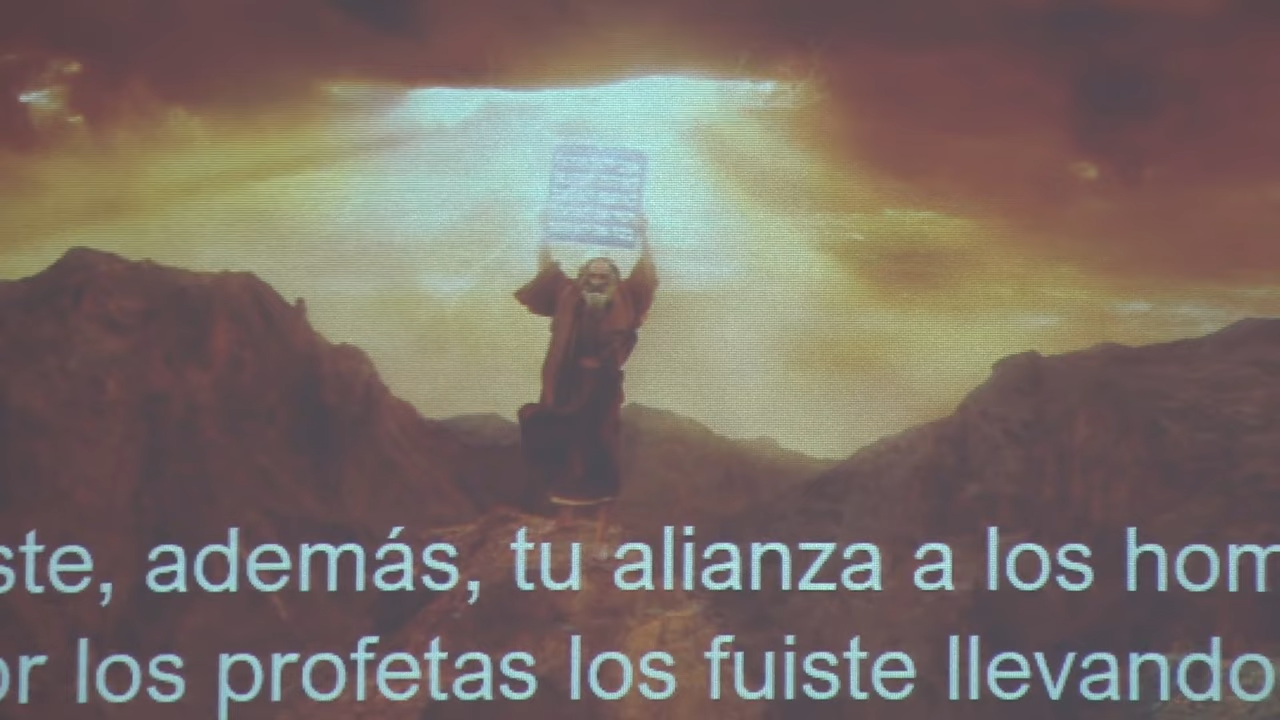 ste, además, tu alianza a los hom
or los profetas los fuiste llevando